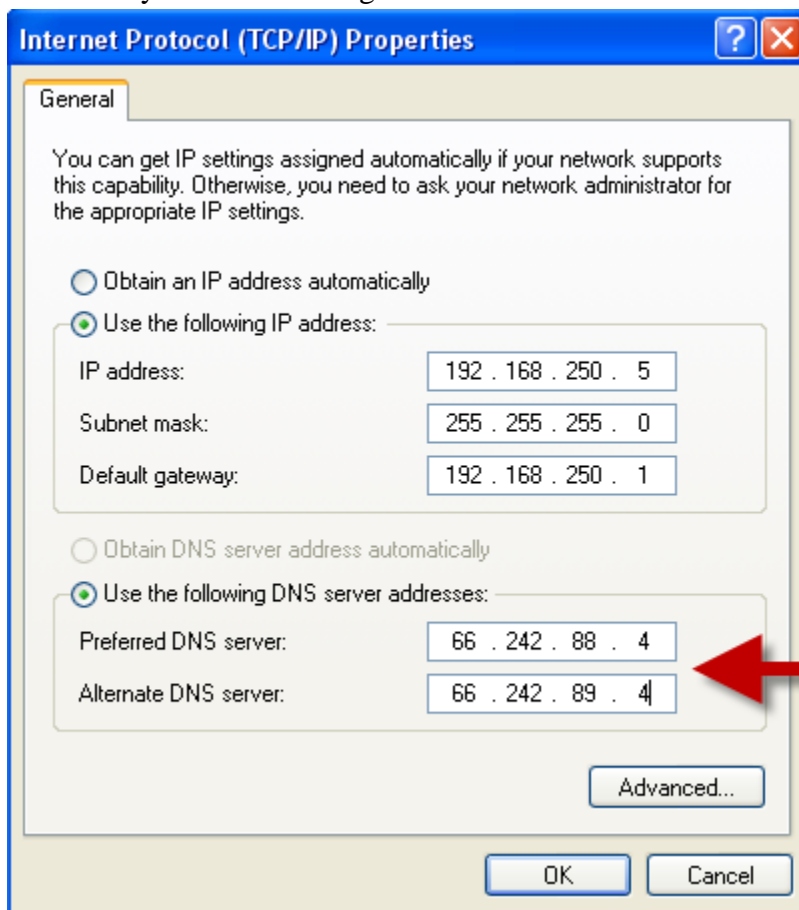 Internet Protocol (TCP/IP) Properties
General
You can get IP settings assigned automatically if your network supports
this capability. Otherwise, you need to ask your network administrator for
the appropriate IP settings.
Obtain an IP address automatically
Use the following IP address:
IP address: 192 . 168 . 250 . 5
Subnet mask: 255 . 255 . 255 . 0
Default gateway: 192 . 168 . 250 . 1
Obtain DNS server address automatically
Use the following DNS server addresses:
Preferred DNS server: 66 . 242 . 88 . 4
Alternate DNS server: 66 . 242 . 89 . 4
Advanced...
OK Cancel